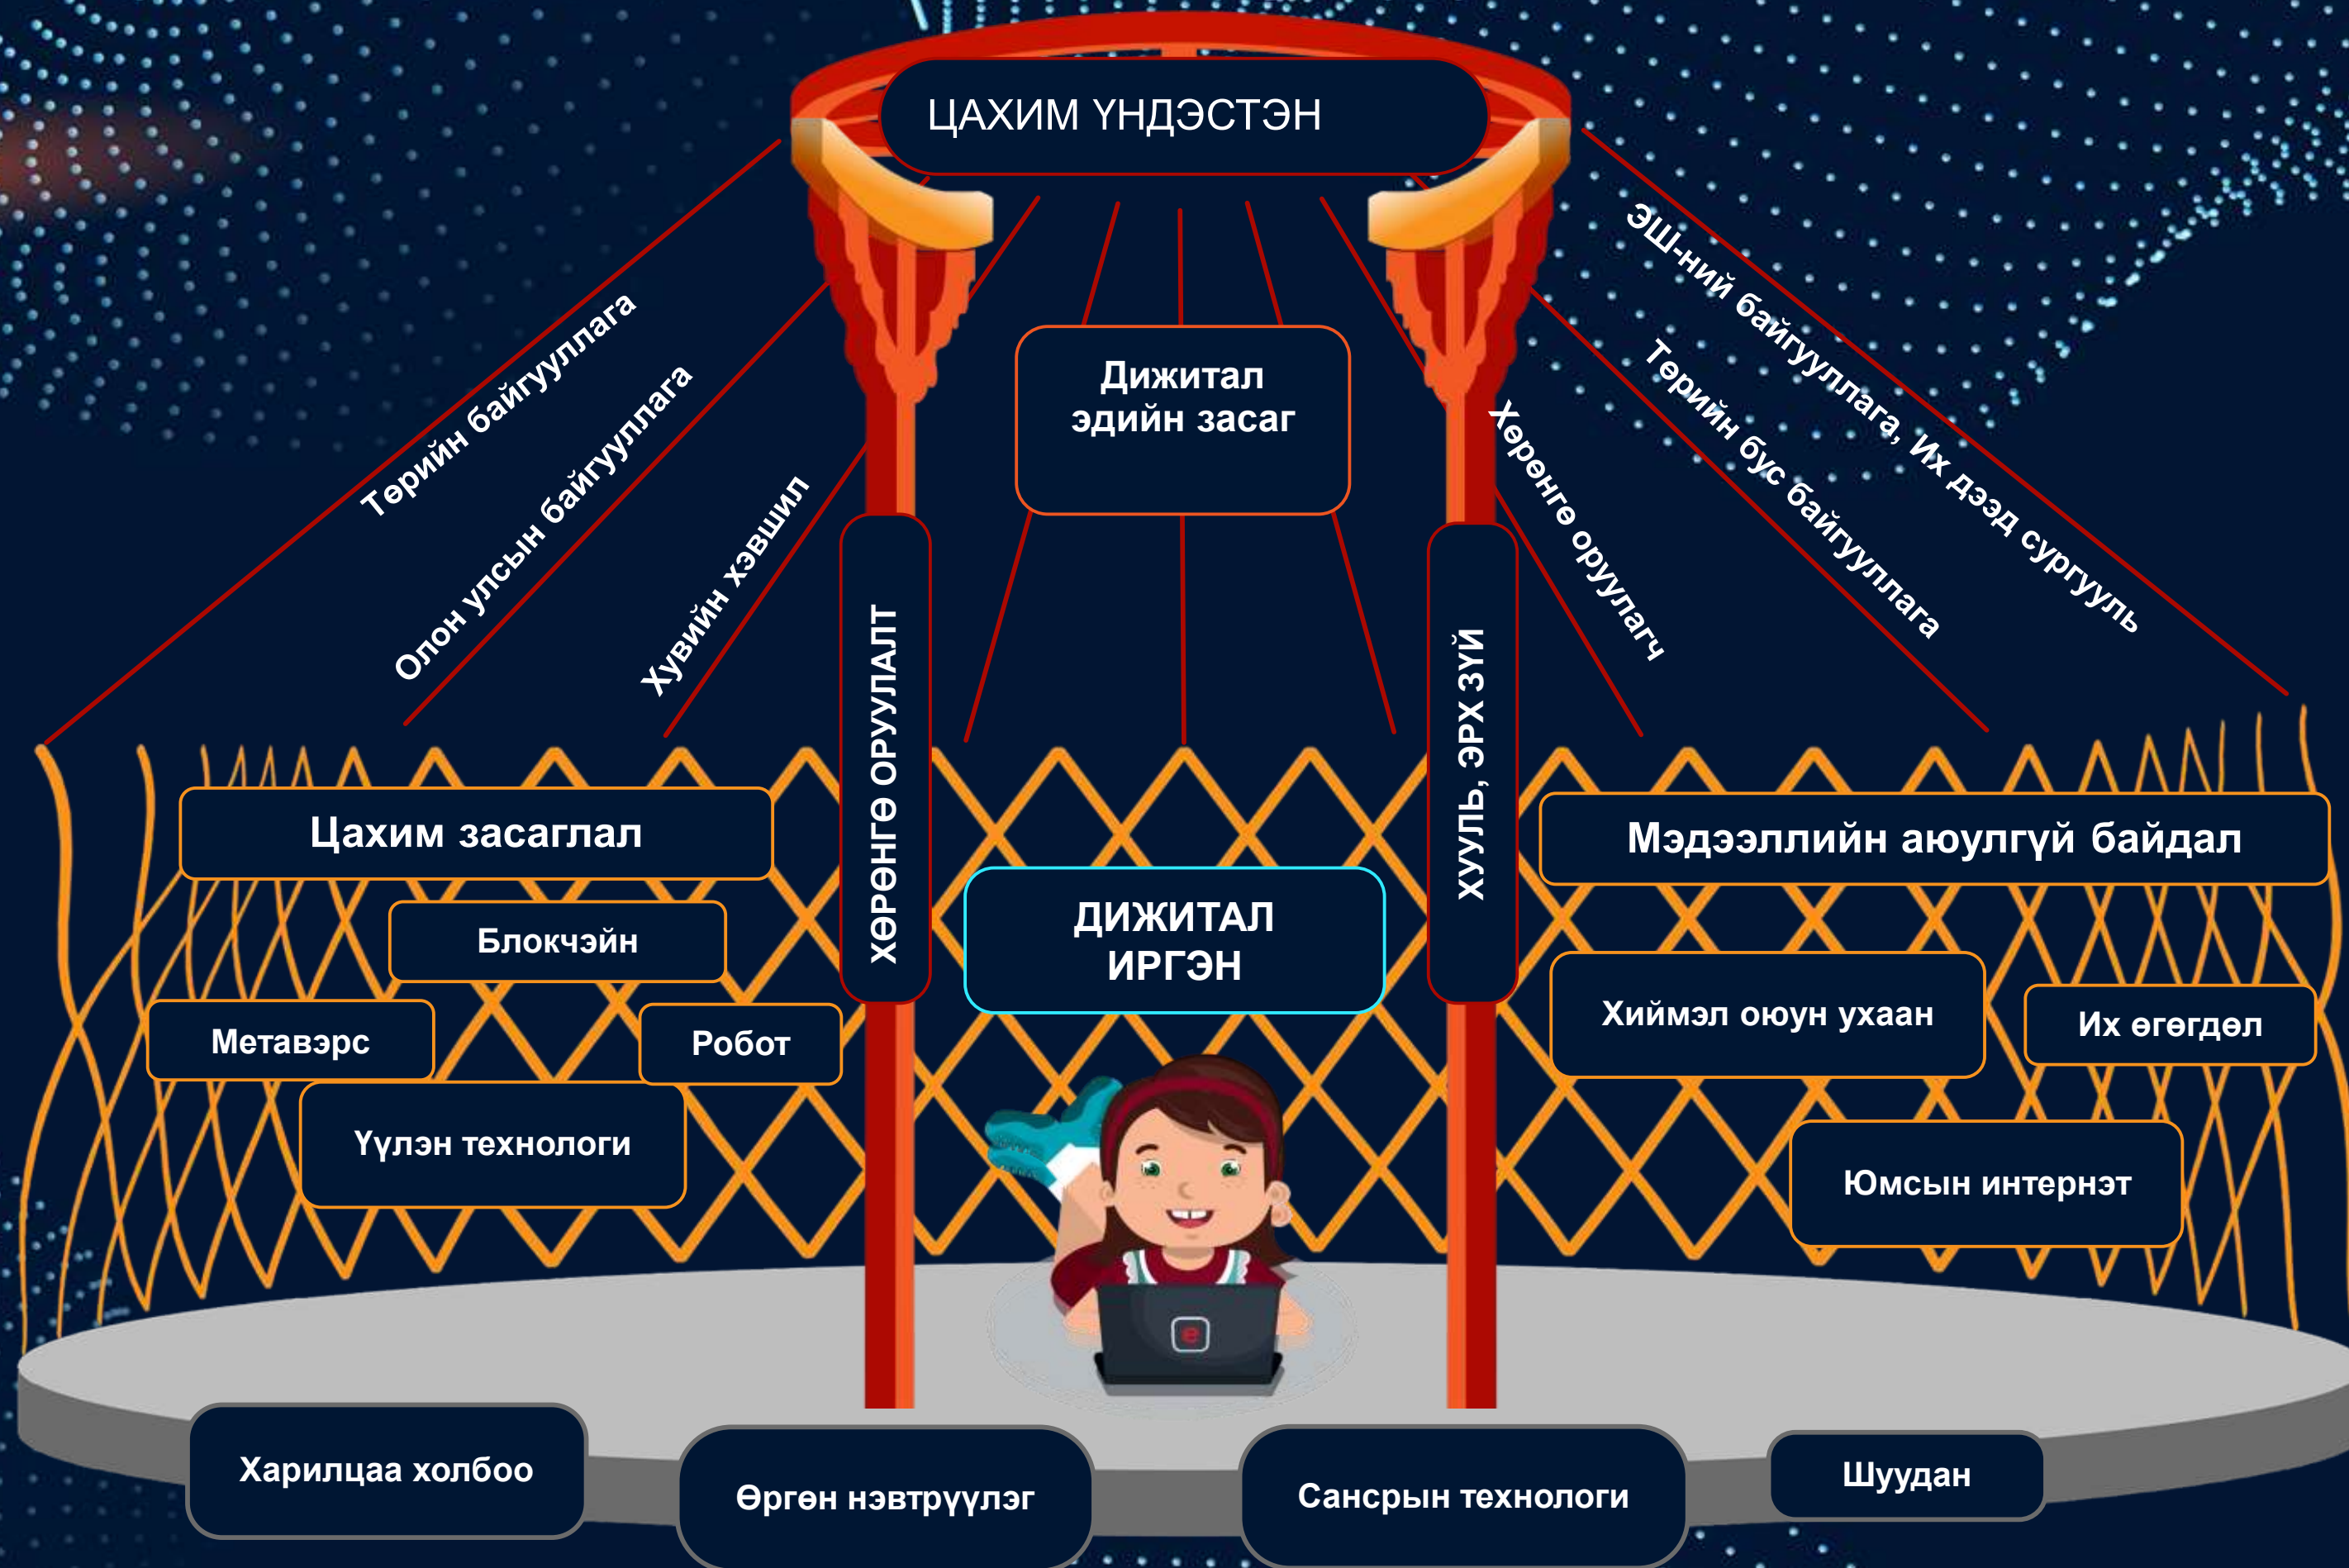 ЦАХИМ ҮНДЭСТЭН
Төрийн байгууллага
Олон улсын байгууллага
Хувийн хэвшил
Дижитал
эдийн засаг
Хөрөнгө оруулагч
Төрийн бус байгууллага
ЭШ-ний байгууллага, Их дээд сургууль
ХӨРӨНГӨ ОРУУЛАЛТ
ХУУЛЬ, ЭРХ ЗҮЙ
Цахим засаглал
Блокчэйн
Метавэрс
Робот
Үүлэн технологи
ДИЖИТАЛ
ИРГЭН
Мэдээллийн аюулгүй байдал
Хиймэл оюун ухаан
Их өгөгдөл
Юмсын интернэт
e
Харилцаа холбоо
Өргөн нэвтрүүлэг
Сансрын технологи
Шуудан